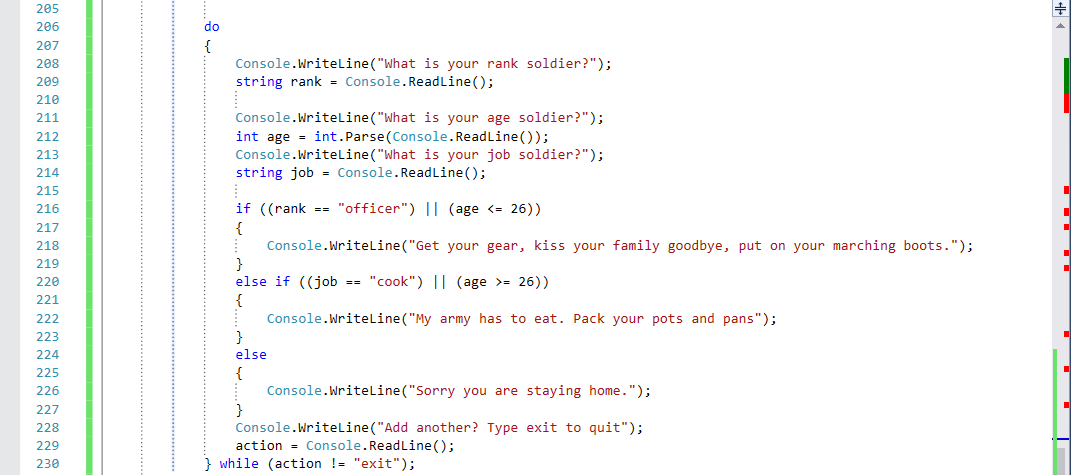 205
206 do
207 {
208 Console.WriteLine("What is your rank soldier?");
209 string rank = Console.ReadLine();
210
211 Console.WriteLine("What is your age soldier?");
212 int age = int.Parse(Console.ReadLine());
213 Console.WriteLine("What is your job soldier?");
214 string job = Console.ReadLine();
215
216 if ((rank == "officer") || (age <= 26))
217 {
218 Console.WriteLine("Get your gear, kiss your family goodbye, put on your marching boots.");
219 }
220 else if ((job == "cook") || (age >= 26))
221 {
222 Console.WriteLine("My army has to eat. Pack your pots and pans");
223 }
224 else
225 {
226 Console.WriteLine("Sorry you are staying home.");
227 }
228 Console.WriteLine("Add another? Type exit to quit");
229 action = Console.ReadLine();
230 } while (action != "exit");